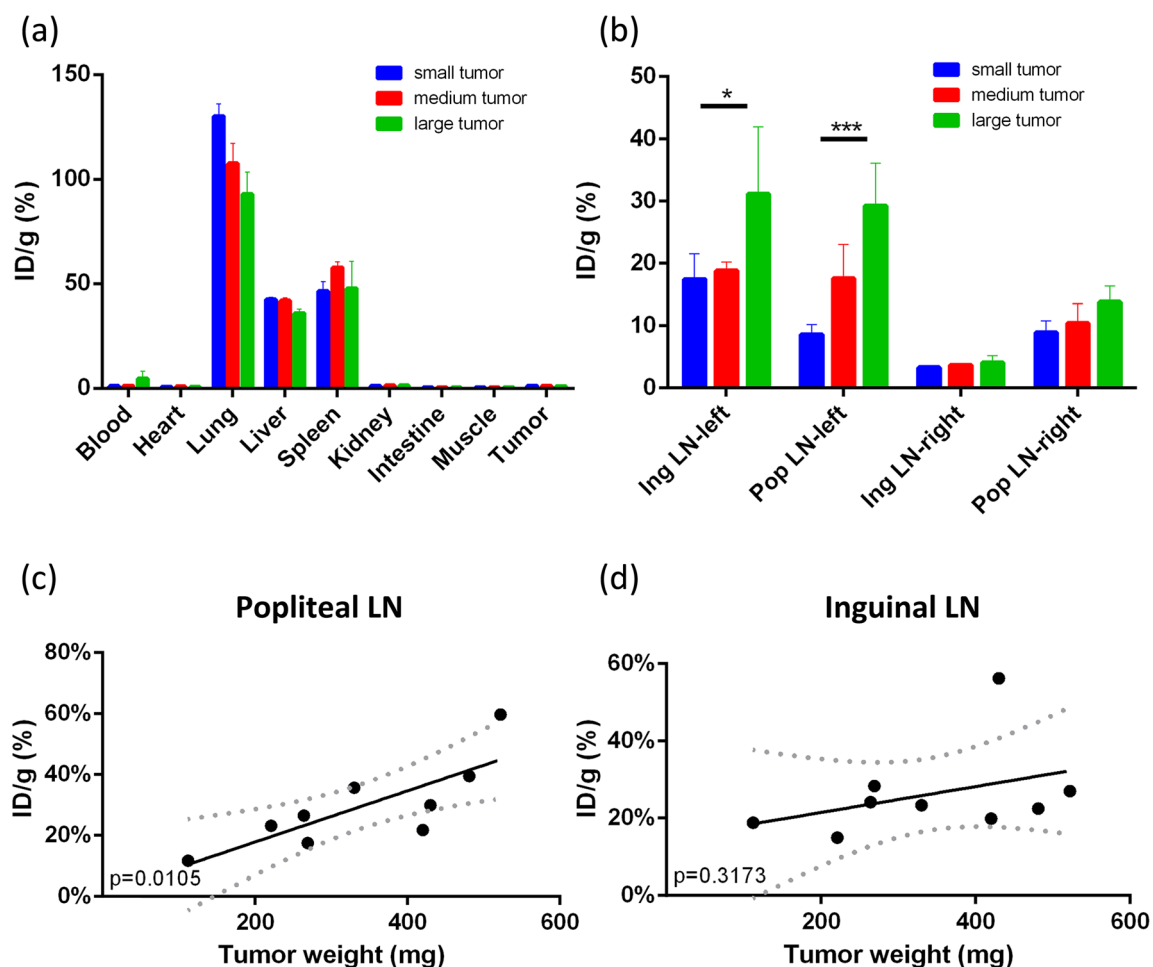 (a)
small tumor
medium tumor
large tumor
150
100
50
0
ID/g (%)
Blood
Heart
Lung
Liver
Spleen
Kidney
Intestine
Muscle
Tumor
(b)
small tumor
medium tumor
large tumor
50
40
30
20
10
0
ID/g (%)
*
***
Ing LN-left
Pop LN-left
Ing LN-right
Pop LN-right
(c)
Popliteal LN
80%
60%
40%
20%
0%
ID/g (%)
p=0.0105
200
400
600
Tumor weight (mg)
(d)
Inguinal LN
60%
40%
20%
0%
ID/g (%)
p=0.3173
200
400
600
Tumor weight (mg)